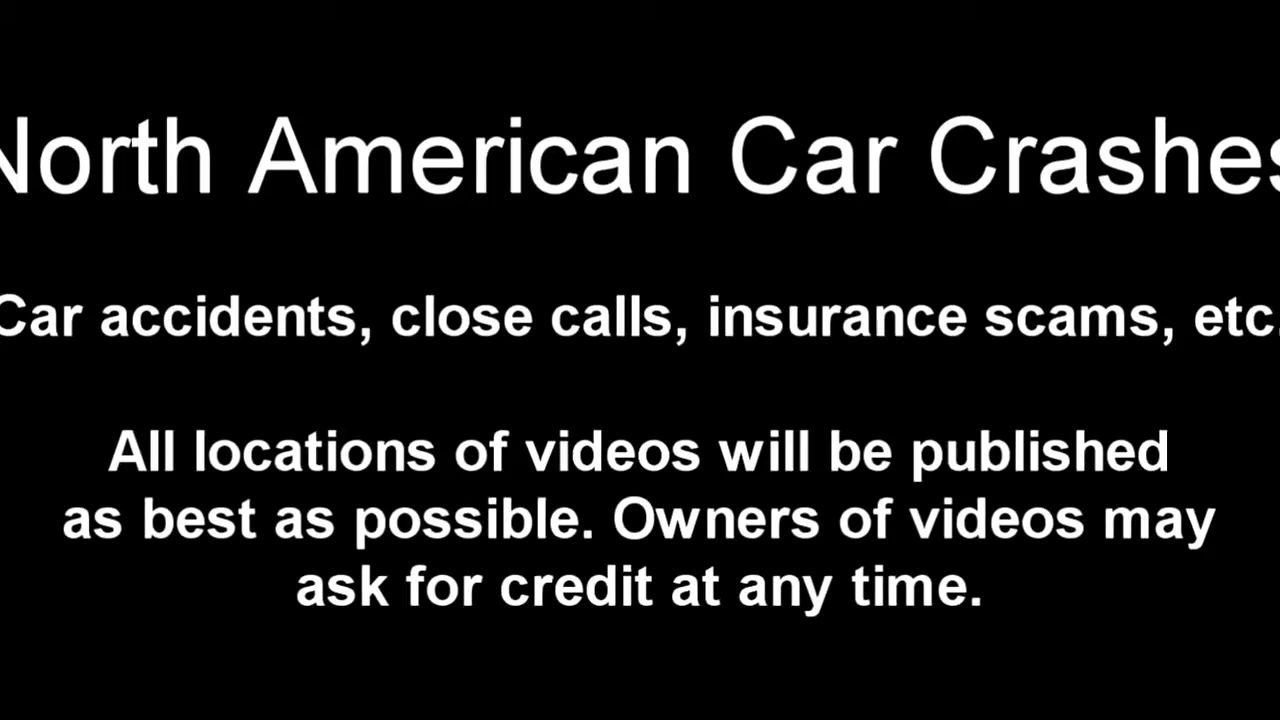 North American Car Crashes
Car accidents, close calls, insurance scams, etc.
All locations of videos will be published
as best as possible. Owners of videos may
ask for credit at any time.